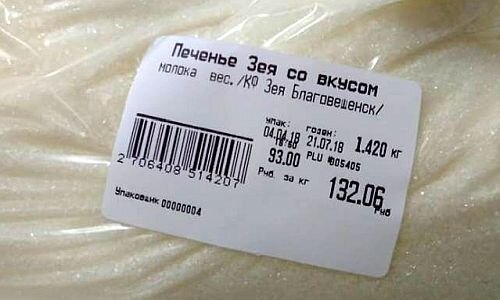 Печенье Зея со вкусом
молока вес. /КФ Зея Благовещенск/
упак: годен:
04.04.18 21.07.18 1.420 кг
93.00 PLU #005405
Руб за кг 132.06 Руб
2 706408 514207
Упаковщик 00000004